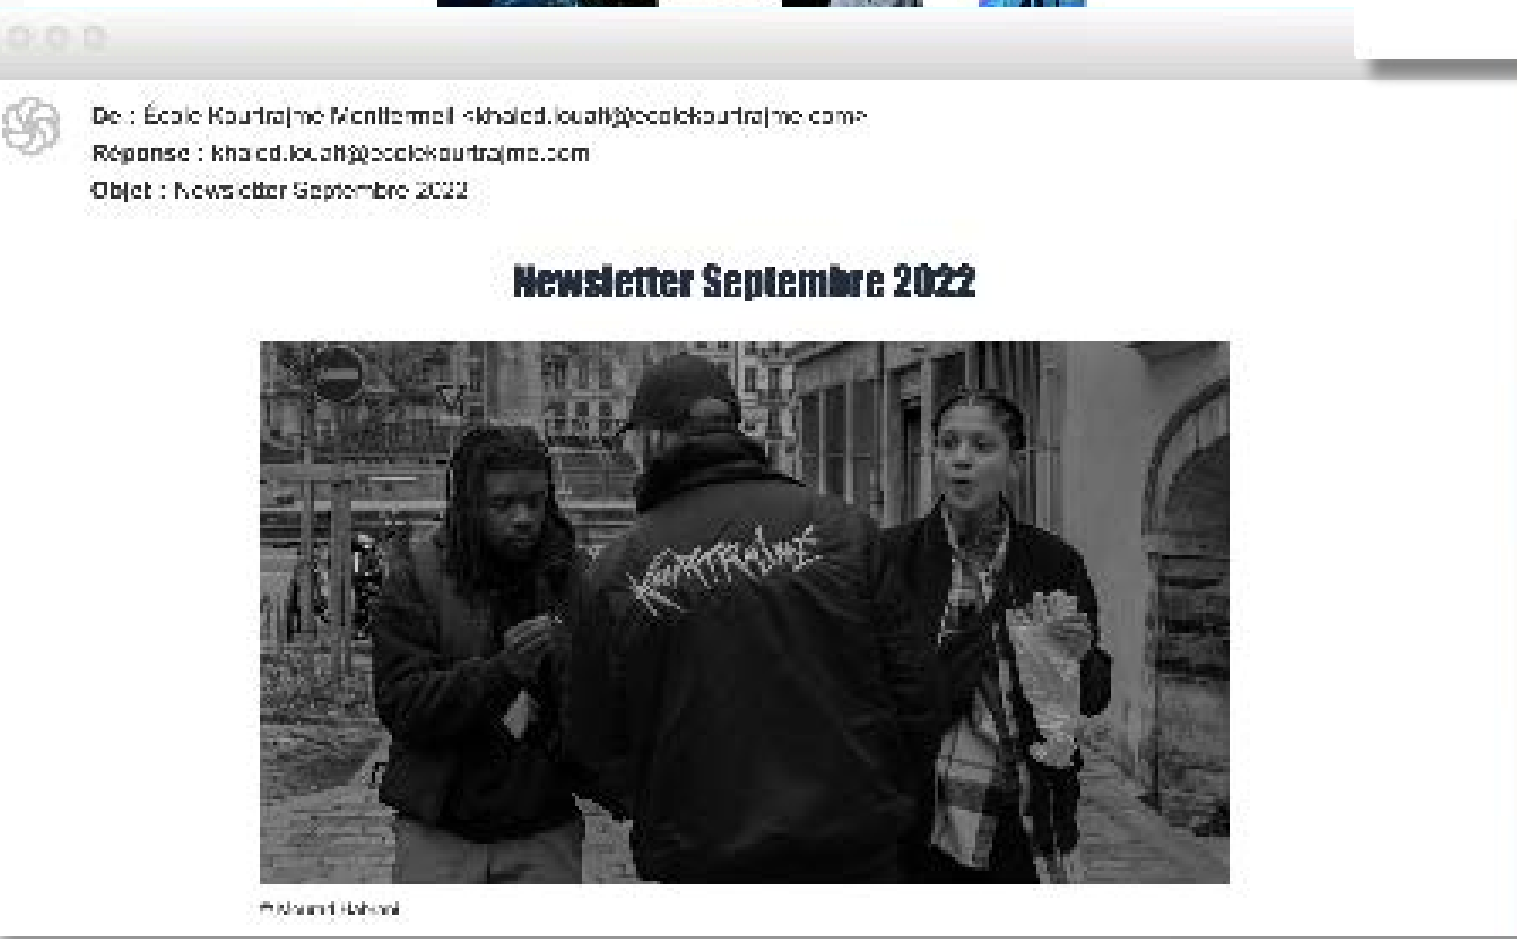 De : École Kourtrajmé Montfermeil <khaled.louati@ecolekourtrajme.com>
Réponse : khaled.louati@ecolekourtrajme.com
Objet : Newsletter Septembre 2022
Newsletter Septembre 2022
KOURTRAJMÉ